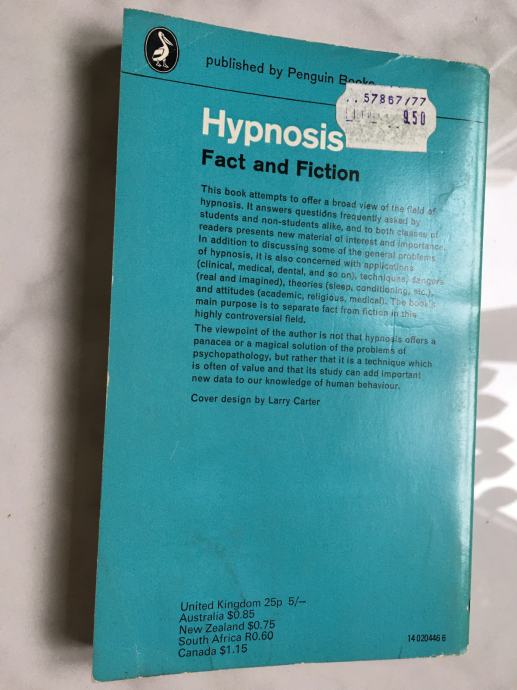 published by Penguin Books
57867/77
950
Hypnosis
Fact and Fiction
This book attempts to offer a broad view of the field of
hypnosis. It answers questions frequently asked by
students and non-students alike, and to both classes of
readers presents new material of interest and importance.
In addition to discussing some of the general problems
of hypnosis, it is also concerned with applications
(clinical, medical, dental, and so on), techniques, dangers
(real and imagined), theories (sleep, conditioning, etc.),
and attitudes (academic, religious, medical). The book's
main purpose is to separate fact from fiction in this
highly controversial field.
The viewpoint of the author is not that hypnosis offers a
panacea or a magical solution of the problems of
psychopathology, but rather that it is a technique which
is often of value and that its study can add important
new data to our knowledge of human behaviour.
Cover design by Larry Carter
United Kingdom 25p 5/–
Australia $0.85
New Zealand $0.75
South Africa R0.60
Canada $1.15
14 020446 6